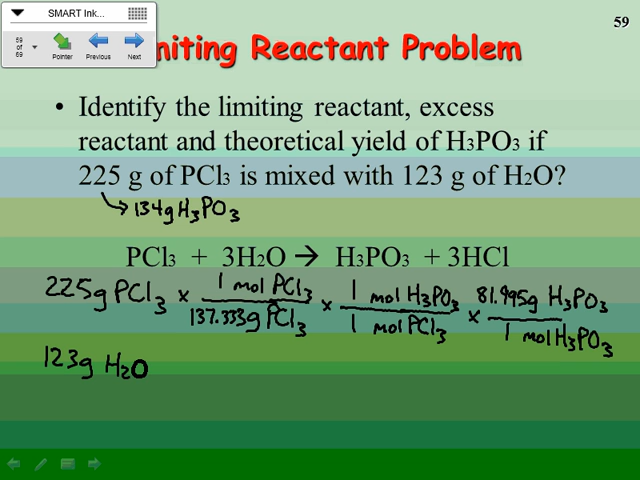 SMART Ink...
59
59
of
69
Pointer
Previous
Next
miting Reactant Problem
• Identify the limiting reactant, excess
reactant and theoretical yield of H3PO3 if
225 g of PCl3 is mixed with 123 g of H2O?
134g H3PO3
PCl3 + 3H2O → H3PO3 + 3HCl
225g PCl3 x 1 mol PCl3 / 137.333g PCl3 x 1 mol H3PO3 / 1 mol PCl3 x 81.995g H3PO3 / 1 mol H3PO3
123g H2O